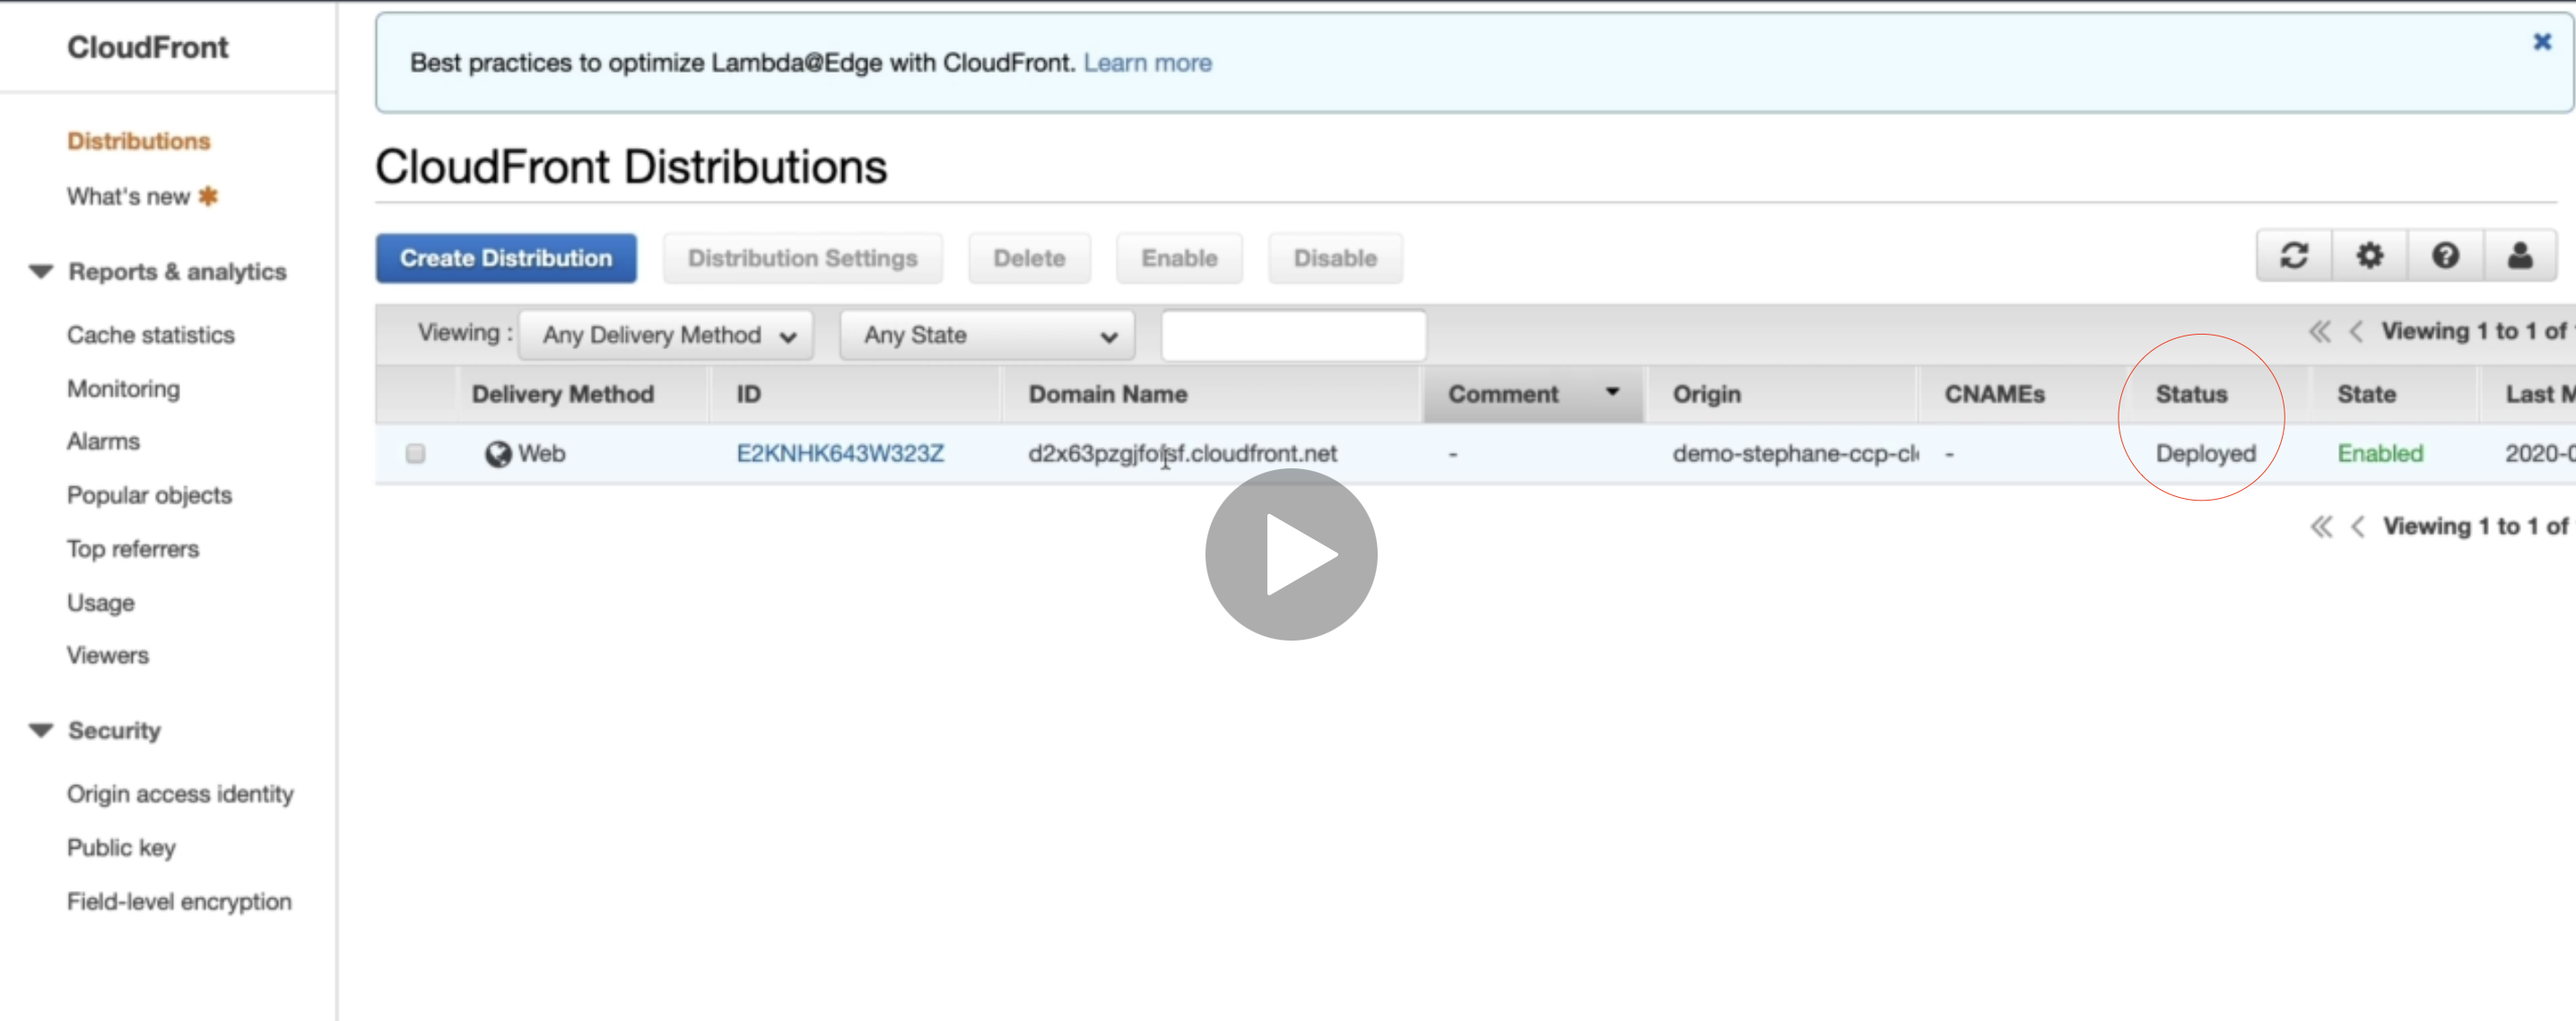 CloudFront
Best practices to optimize Lambda@Edge with CloudFront. Learn more
Distributions
What's new
CloudFront Distributions
Create Distribution Distribution Settings Delete Enable Disable
Reports & analytics
Cache statistics
Monitoring
Alarms
Popular objects
Top referrers
Usage
Viewers
Security
Origin access identity
Public key
Field-level encryption
Viewing : Any Delivery Method Any State Viewing 1 to 1 of
Delivery Method ID Domain Name Comment Origin CNAMEs Status State Last M
Web E2KNHK643W323Z - demo-stephane-ccp-cl - Deployed Enabled 2020-0
Viewing 1 to 1 of